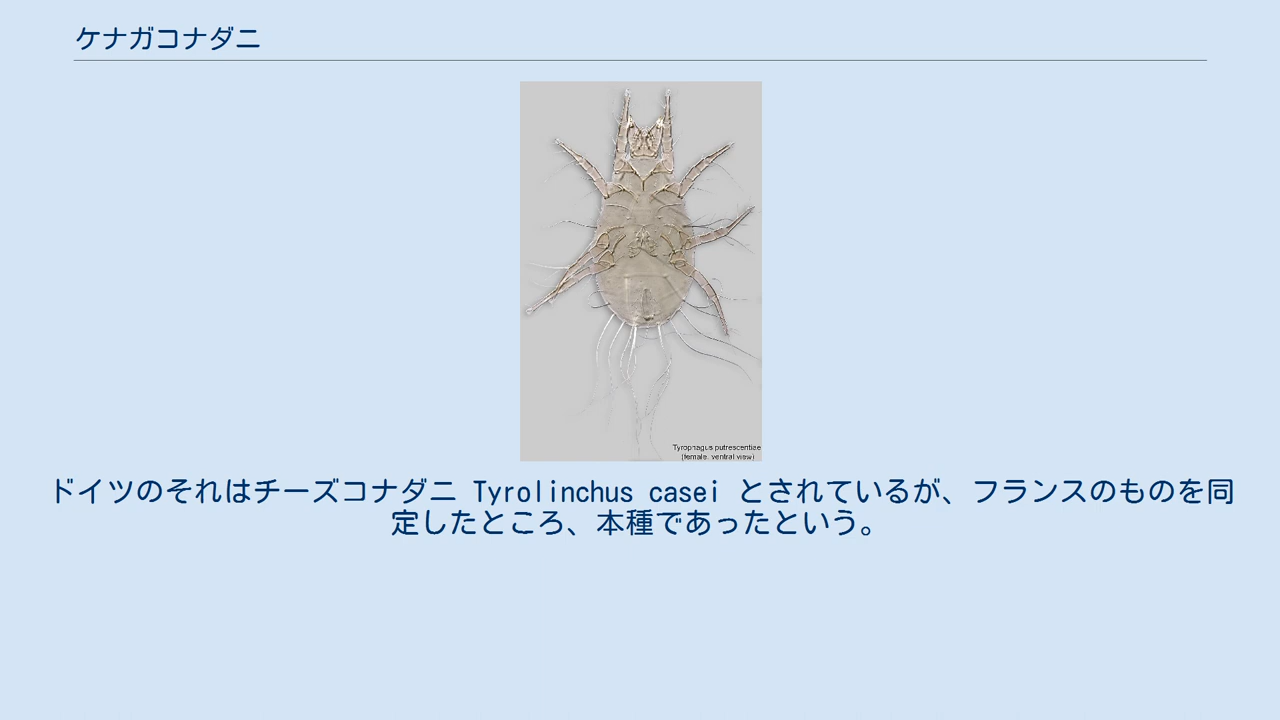 ケナガコナダニ
Tyrophagus putrescentiae
(female, ventral view)
ドイツのそれはチーズコナダニ Tyrolinchus casei とされているが、フランスのものを同
定したところ、本種であったという。